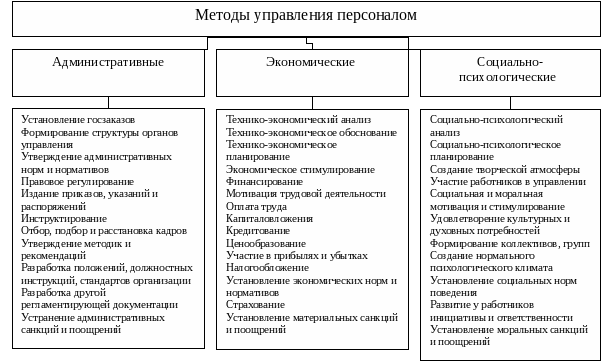 Методы управления персоналом
Административные
Установление госзаказов
Формирование структуры органов
управления
Утверждение административных
норм и нормативов
Правовое регулирование
Издание приказов, указаний и
распоряжений
Инструктирование
Отбор, подбор и расстановка кадров
Утверждение методик и
рекомендаций
Разработка положений, должностных
инструкций, стандартов организации
Разработка другой
регламентирующей документации
Устранение административных
санкций и поощрений
Экономические
Технико-экономический анализ
Технико-экономическое обоснование
Технико-экономическое
планирование
Экономическое стимулирование
Финансирование
Мотивация трудовой деятельности
Оплата труда
Капиталовложения
Кредитование
Ценообразование
Участие в прибылях и убытках
Налогообложение
Установление экономических норм и
нормативов
Страхование
Установление материальных санкций
и поощрений
Социально-
психологические
Социально-психологический
анализ
Социально-психологическое
планирование
Создание творческой атмосферы
Участие работников в управлении
Социальная и моральная
мотивация и стимулирование
Удовлетворение культурных и
духовных потребностей
Формирование коллективов, групп
Создание нормального
психологического климата
Установление социальных норм
поведения
Развитие у работников
инициативы и ответственности
Установление моральных санкций
и поощрений